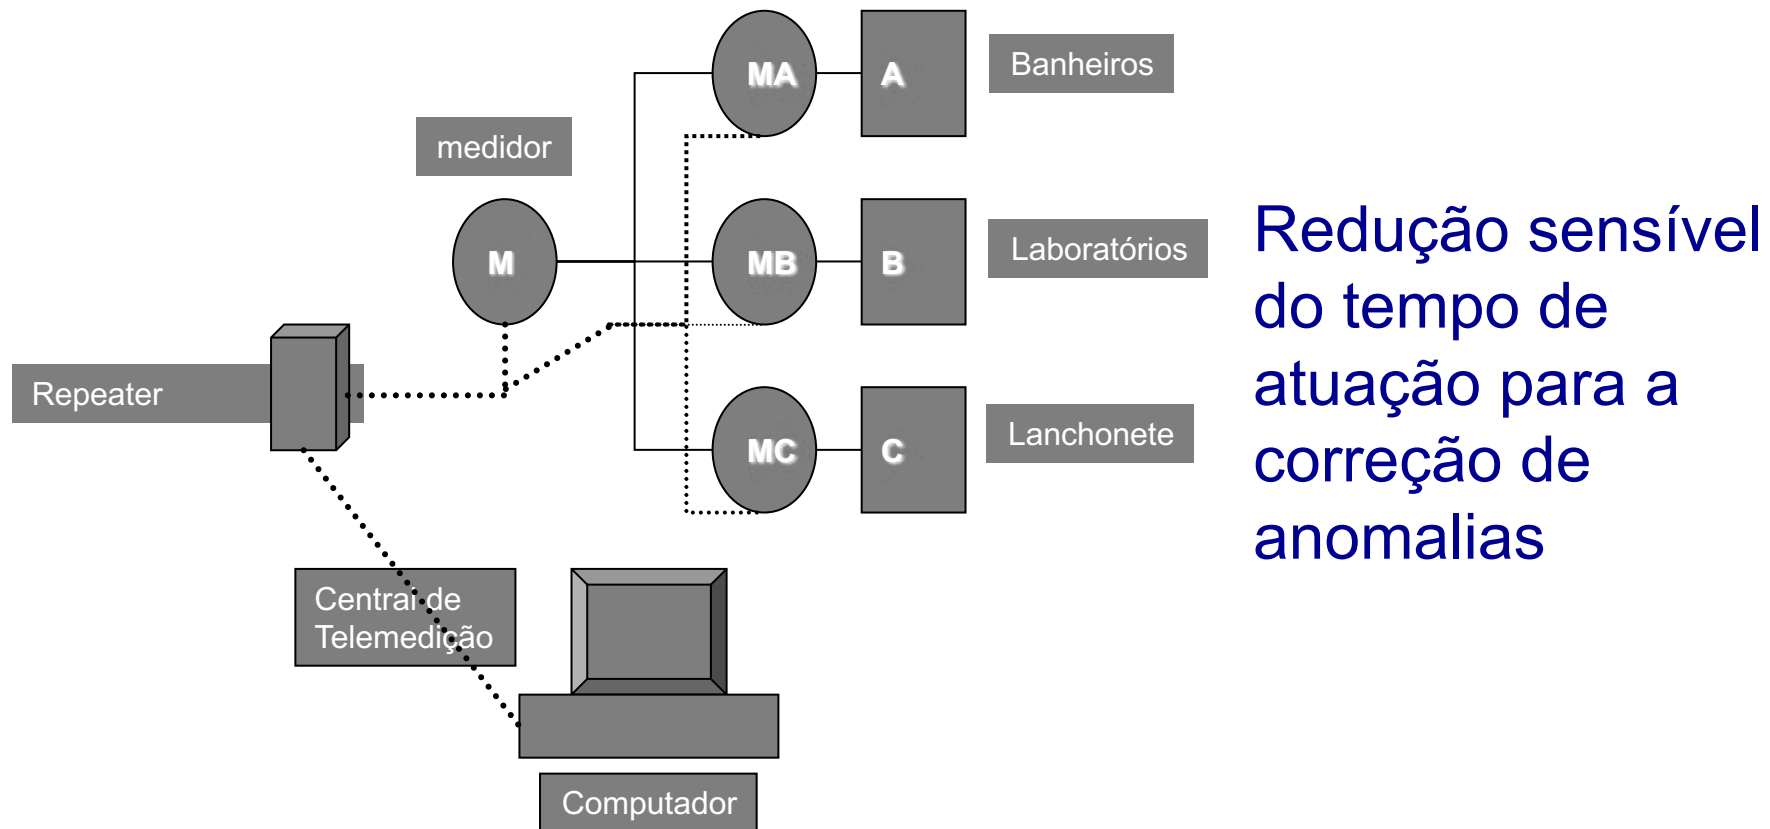 MA
A
Banheiros
medidor
M
MB
B
Laboratórios
Repeater
MC
C
Lanchonete
Central de
Telemedição
Computador
Redução sensível
do tempo de
atuação para a
correção de
anomalias